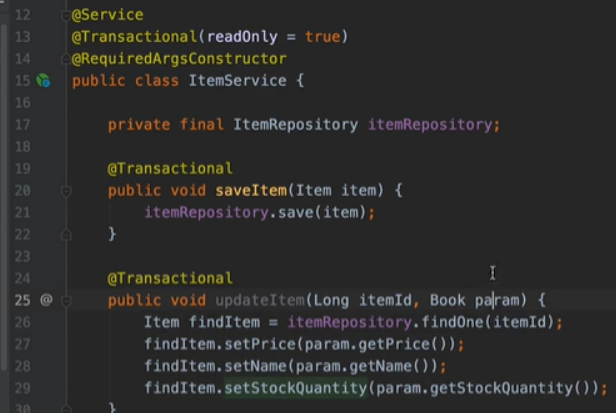 12 @Service
13 @Transactional(readOnly = true)
14 @RequiredArgsConstructor
15 public class ItemService {
16
17 private final ItemRepository itemRepository;
18
19 @Transactional
20 public void saveItem(Item item) {
21 itemRepository.save(item);
22 }
23
24 @Transactional
25 @ public void updateItem(Long itemId, Book param) {
26 Item findItem = itemRepository.findOne(itemId);
27 findItem.setPrice(param.getPrice());
28 findItem.setName(param.getName());
29 findItem.setStockQuantity(param.getStockQuantity());
30 }